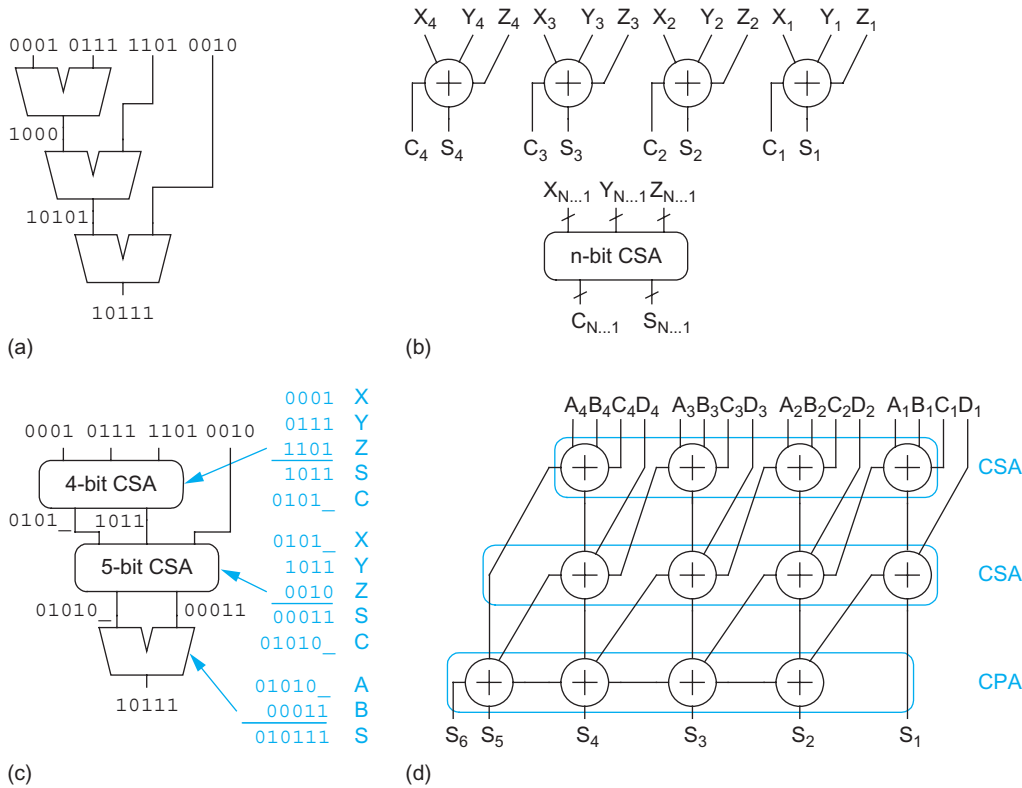 0001 0111 1101 0010
1000
10101
10111
(a)
X4 Y4 Z4 X3 Y3 Z3 X2 Y2 Z2 X1 Y1 Z1
C4 S4 C3 S3 C2 S2 C1 S1
XN...1 YN...1 ZN...1
n-bit CSA
CN...1 SN...1
(b)
0001 0111 1101 0010
4-bit CSA
0101_ 1011
5-bit CSA
01010_ 00011
10111
0001 X
0111 Y
1101 Z
1011 S
0101_ C
0101_ X
1011 Y
0010 Z
00011 S
01010_ C
01010_ A
00011 B
010111 S
(c)
A4B4C4D4 A3B3C3D3 A2B2C2D2 A1B1C1D1
CSA
CSA
CPA
S6 S5 S4 S3 S2 S1
(d)